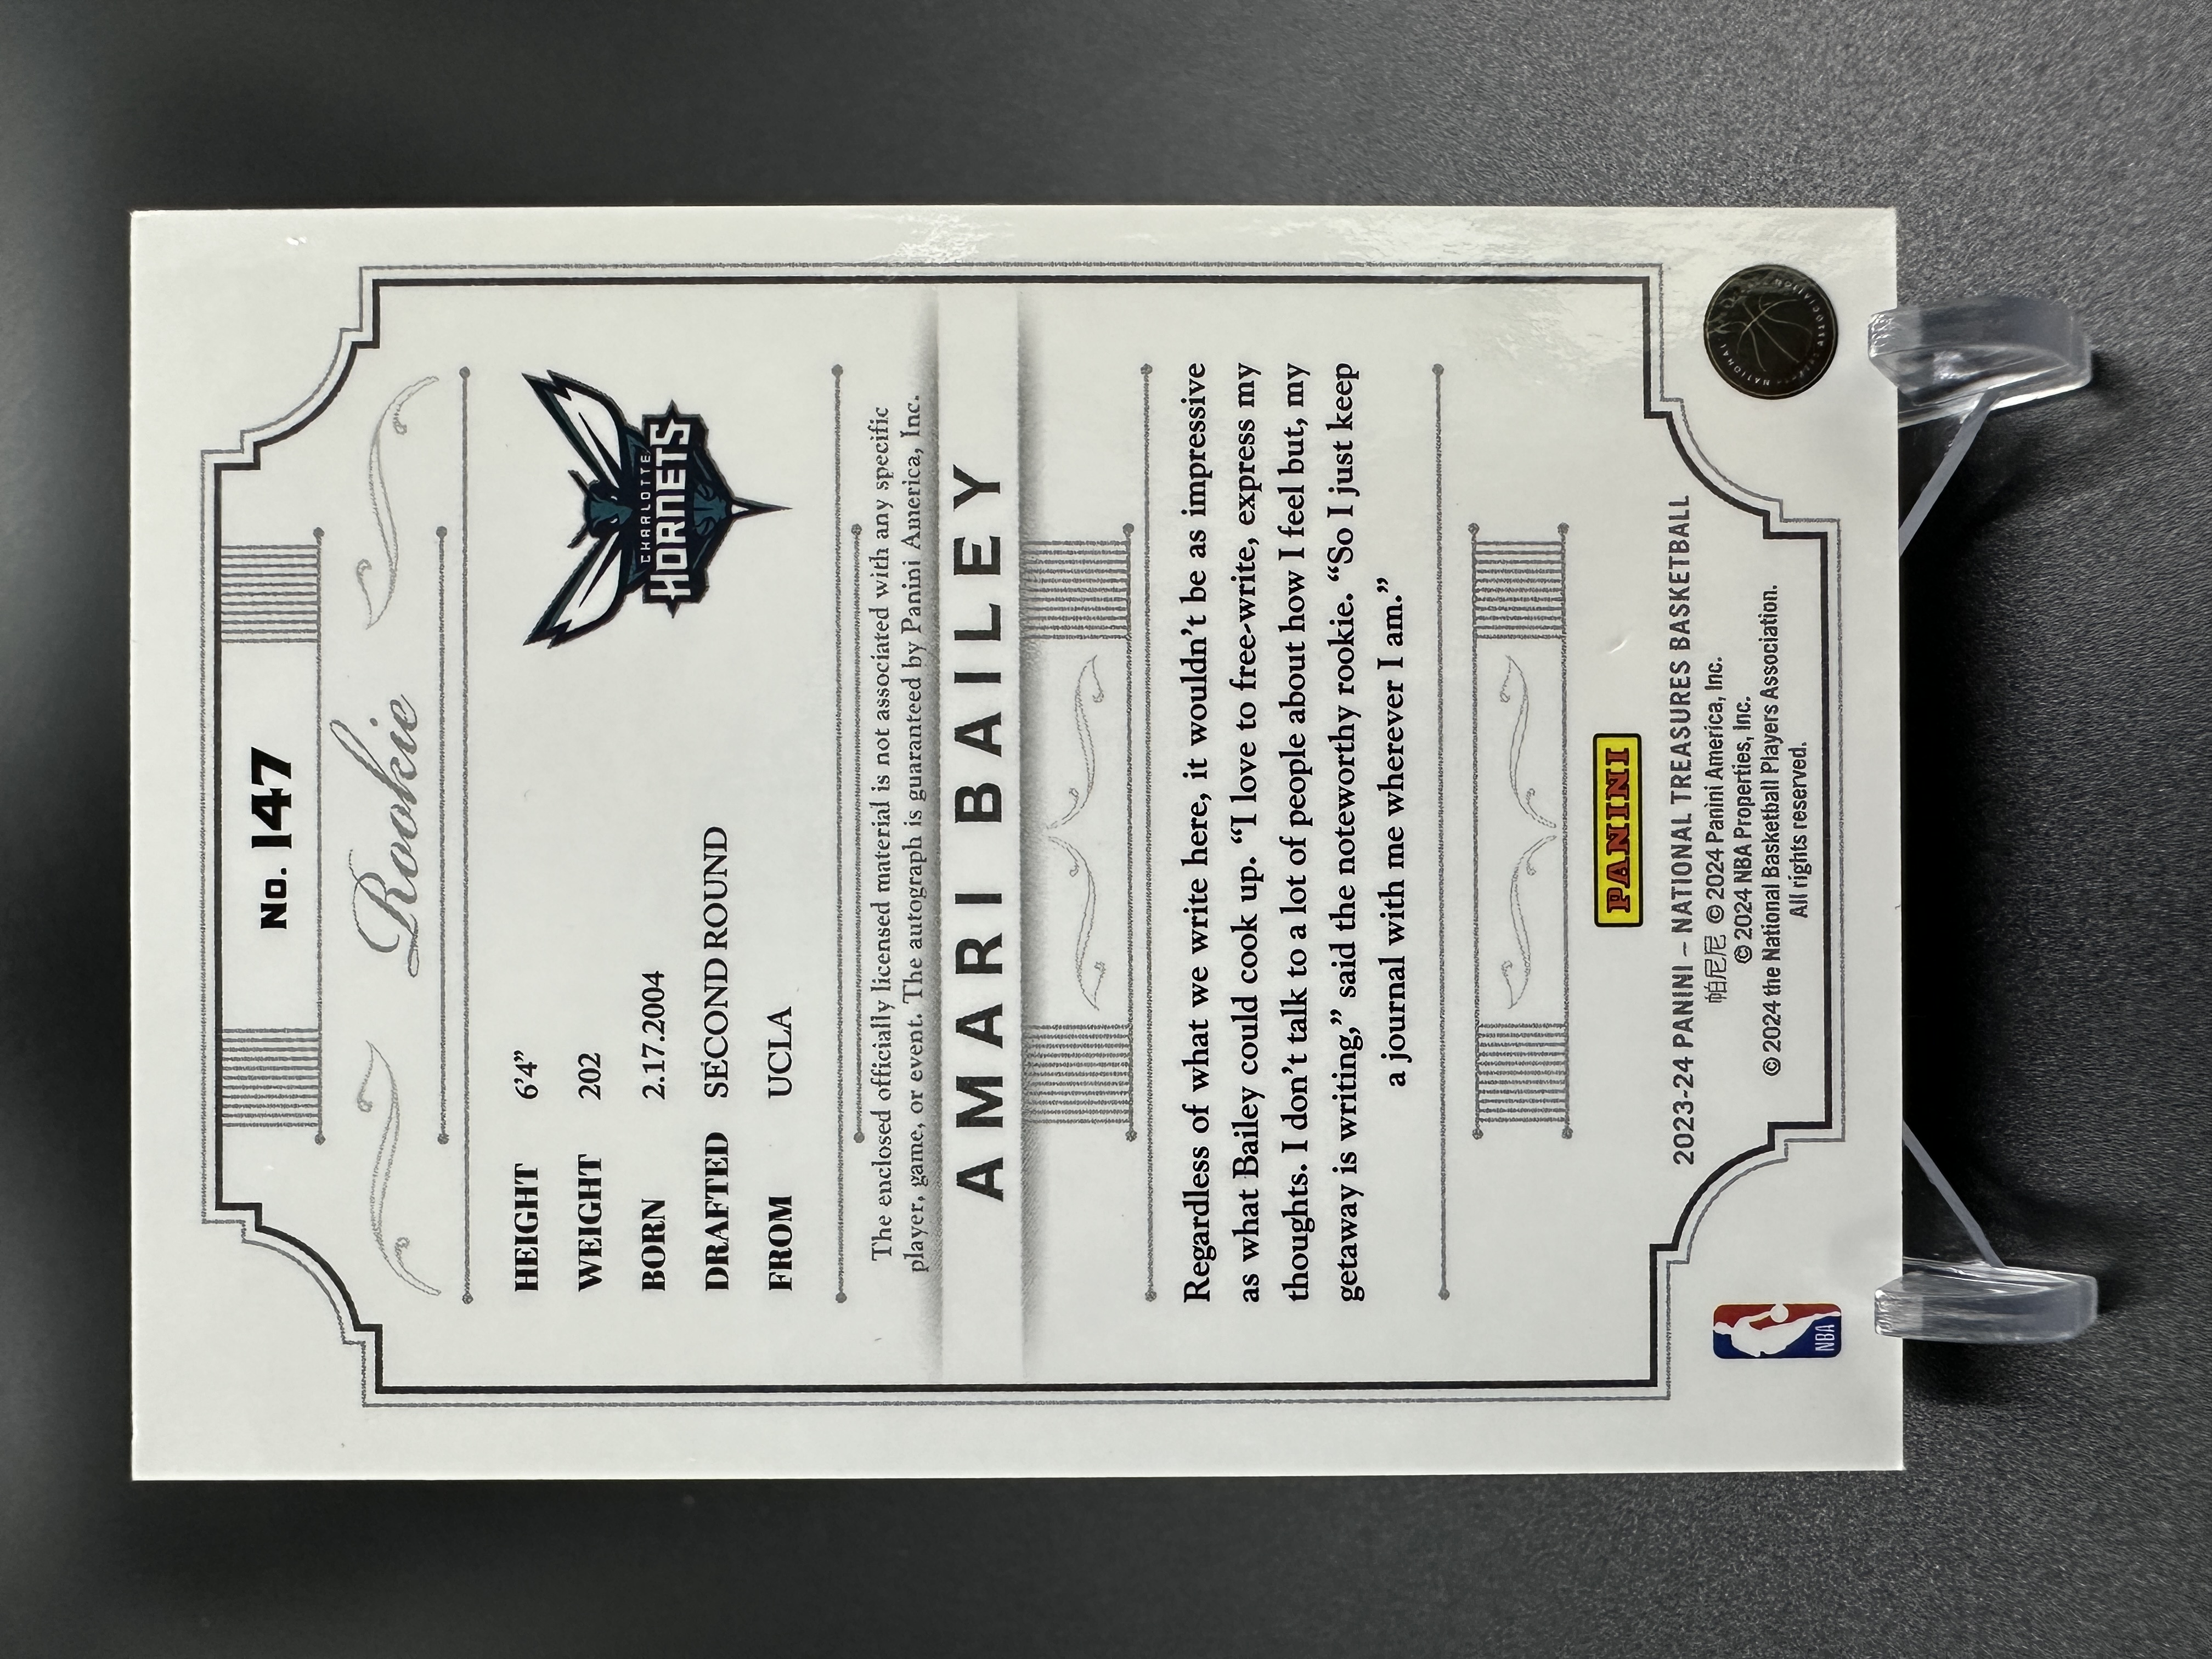 No. 147
Rookie
HEIGHT 6’4”
WEIGHT 202
BORN 2.17.2004
DRAFTED SECOND ROUND
FROM UCLA
CHARLOTTE
HORNETS
The enclosed officially licensed material is not associated with any specific
player, game, or event. The autograph is guaranteed by Panini America, Inc.
AMARI BAILEY
Regardless of what we write here, it wouldn’t be as impressive
as what Bailey could cook up. “I love to free-write, express my
thoughts. I don’t talk to a lot of people about how I feel but, my
getaway is writing,” said the noteworthy rookie. “So I just keep
a journal with me wherever I am.”
PANINI
2023-24 PANINI – NATIONAL TREASURES BASKETBALL
帕尼尼 © 2024 Panini America, Inc.
© 2024 NBA Properties, Inc.
© 2024 the National Basketball Players Association.
All rights reserved.
NBA